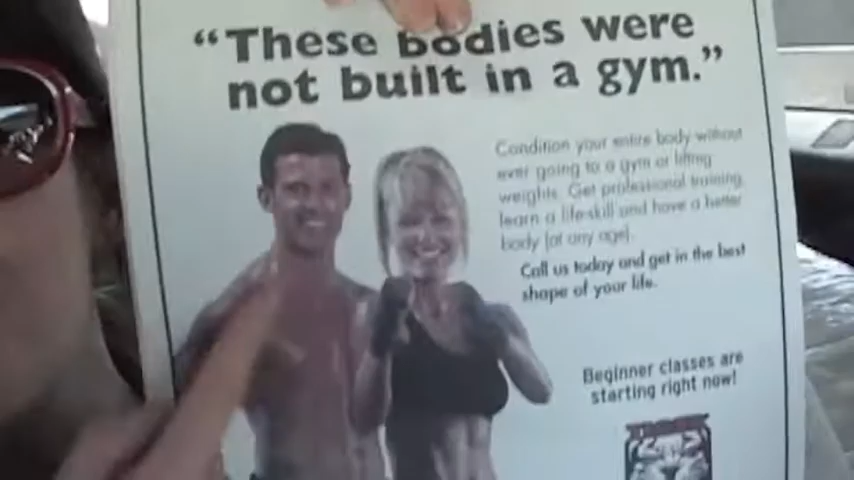 “These bodies were
not built in a gym.”
Condition your entire body without
ever going to a gym or lifting
weights. Get professional training,
learn a life-skill and have a better
body (at any age).
Call us today and get in the best
shape of your life.
Beginner classes are
starting right now!